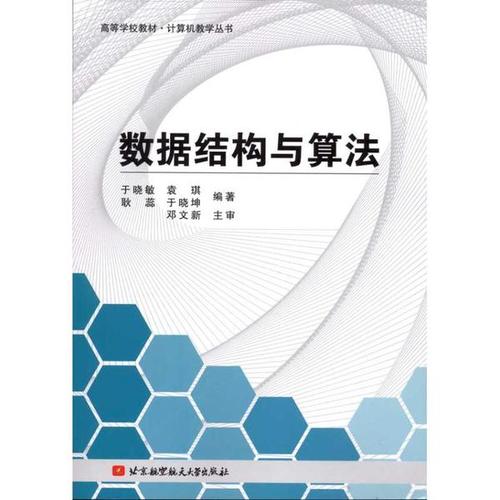 高等学校教材·计算机教学丛书
数据结构与算法
于晓敏 袁 琪
耿 蕊 于晓坤 编著
邓文新 主审
北京航空航天大学出版社